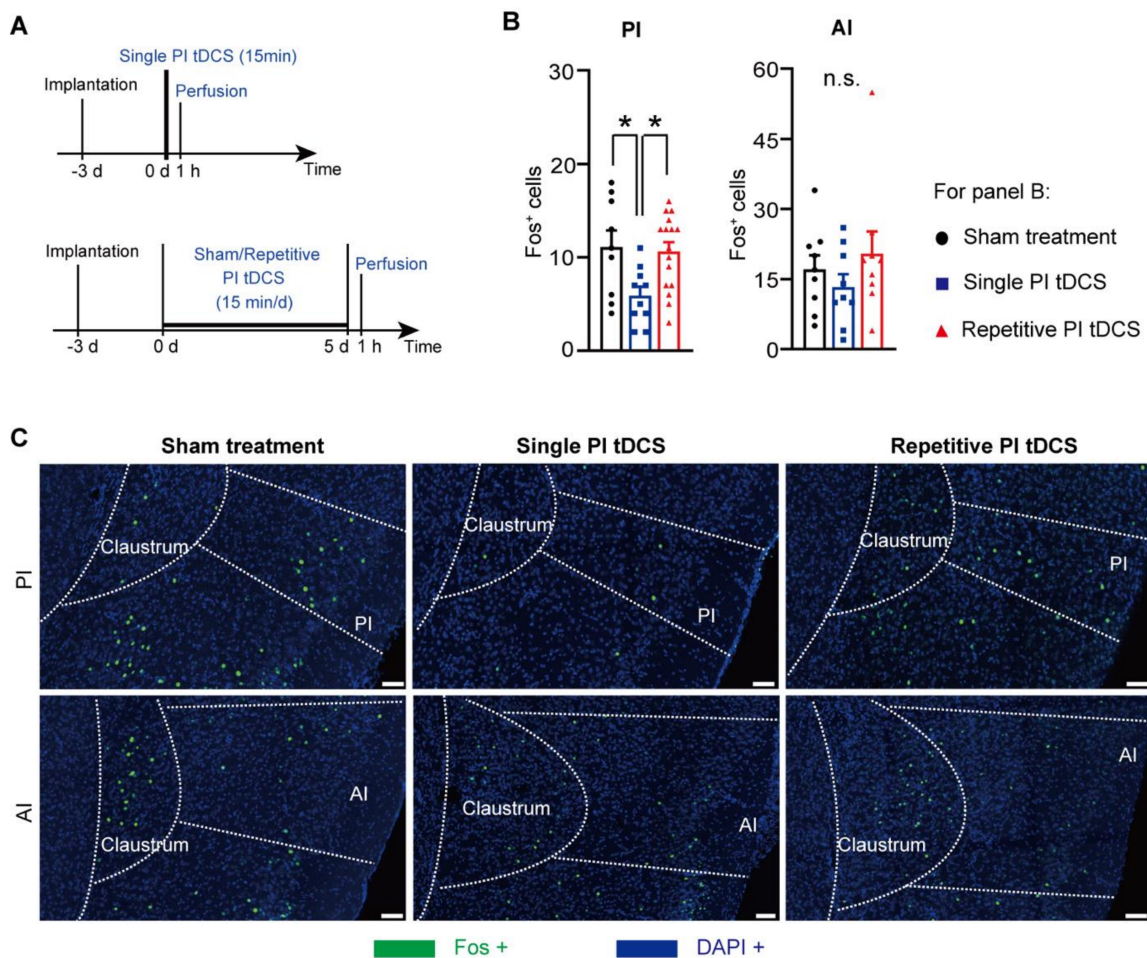 A
Single PI tDCS (15min)
Implantation
Perfusion
-3 d
0 d
1 h
Time
Implantation
Sham/Repetitive
PI tDCS
(15 min/d)
Perfusion
-3 d
0 d
5 d
1 h
Time
B
PI
Fos⁺ cells
30
20
10
0
*
*
AI
Fos⁺ cells
60
45
30
15
0
n.s.
For panel B:
Sham treatment
Single PI tDCS
Repetitive PI tDCS
C
Sham treatment
Single PI tDCS
Repetitive PI tDCS
PI
Claustrum
PI
Claustrum
PI
Claustrum
PI
AI
Claustrum
AI
Claustrum
AI
Claustrum
AI
Fos +
DAPI +